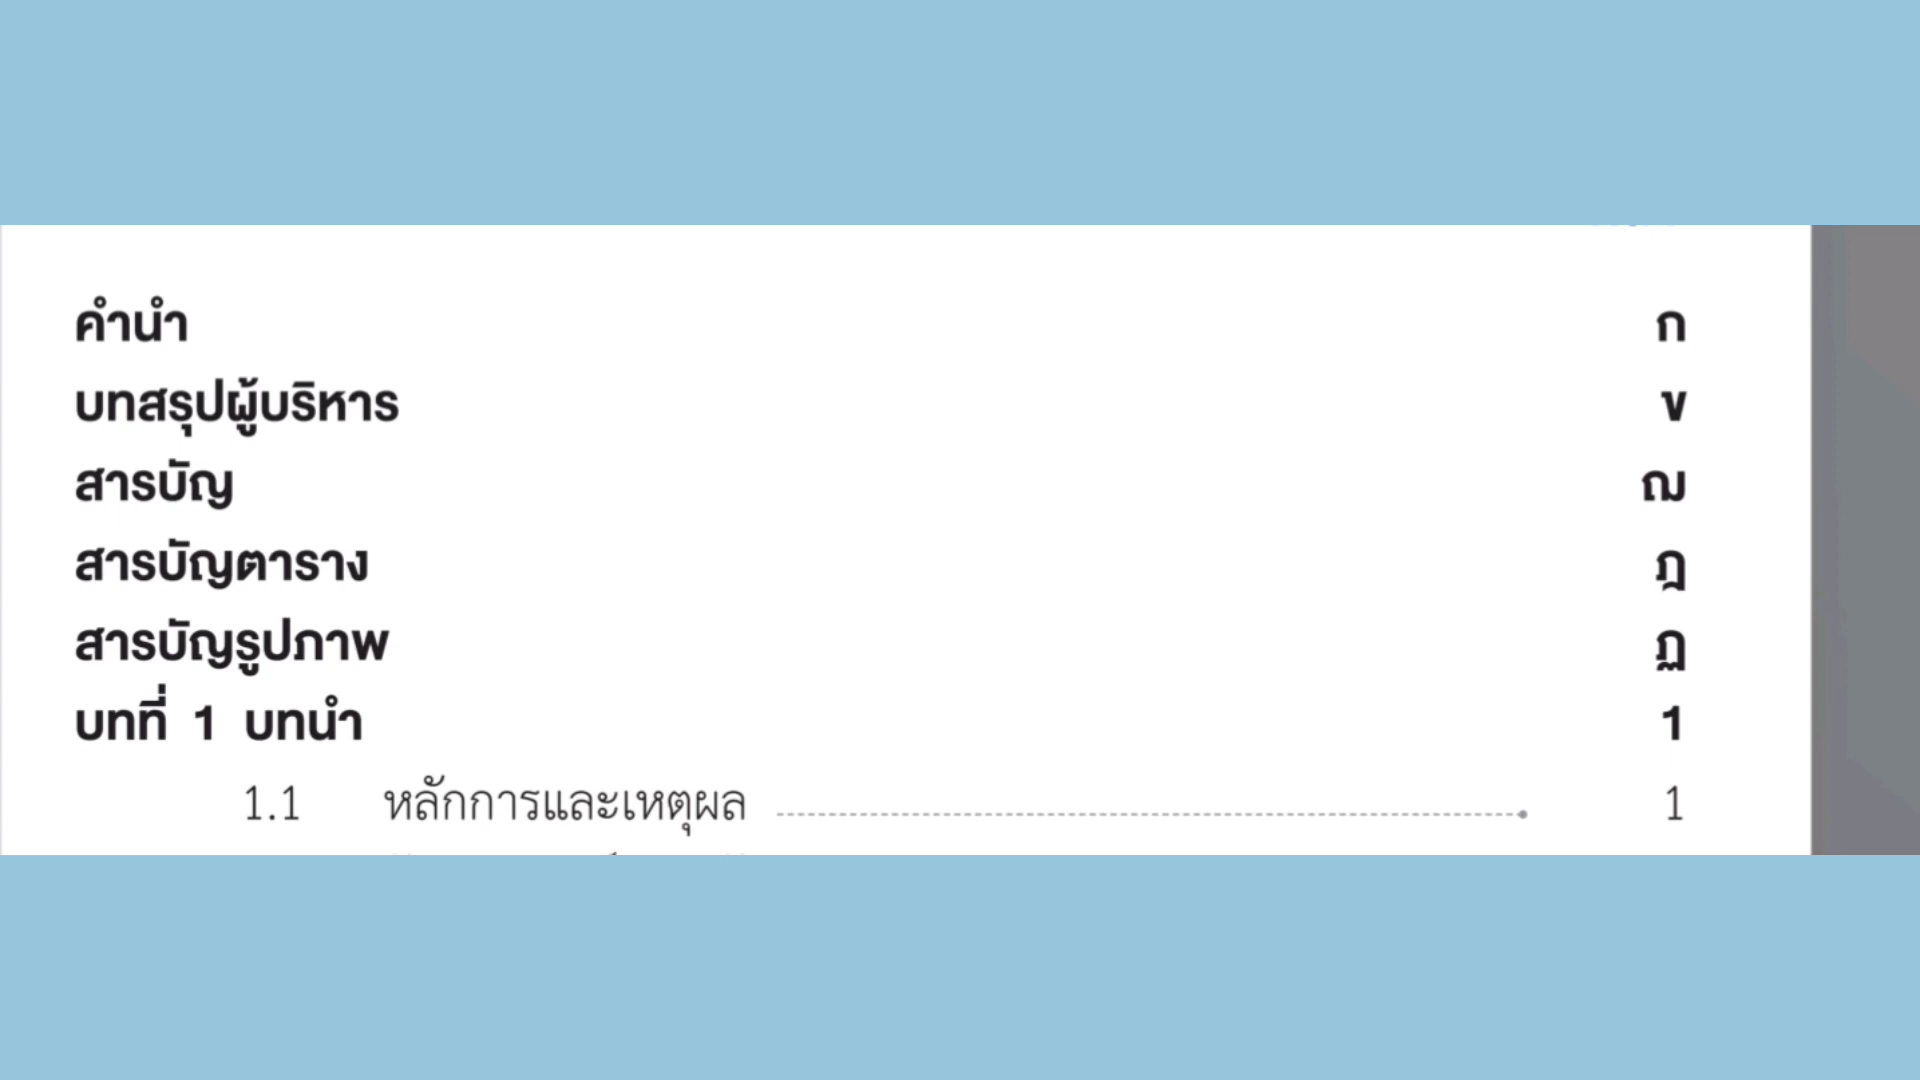 คำนำ ก
บทสรุปผู้บริหาร ข
สารบัญ ฌ
สารบัญตาราง ฎ
สารบัญรูปภาพ ฏ
บทที่ 1 บทนำ 1
1.1 หลักการและเหตุผล 1